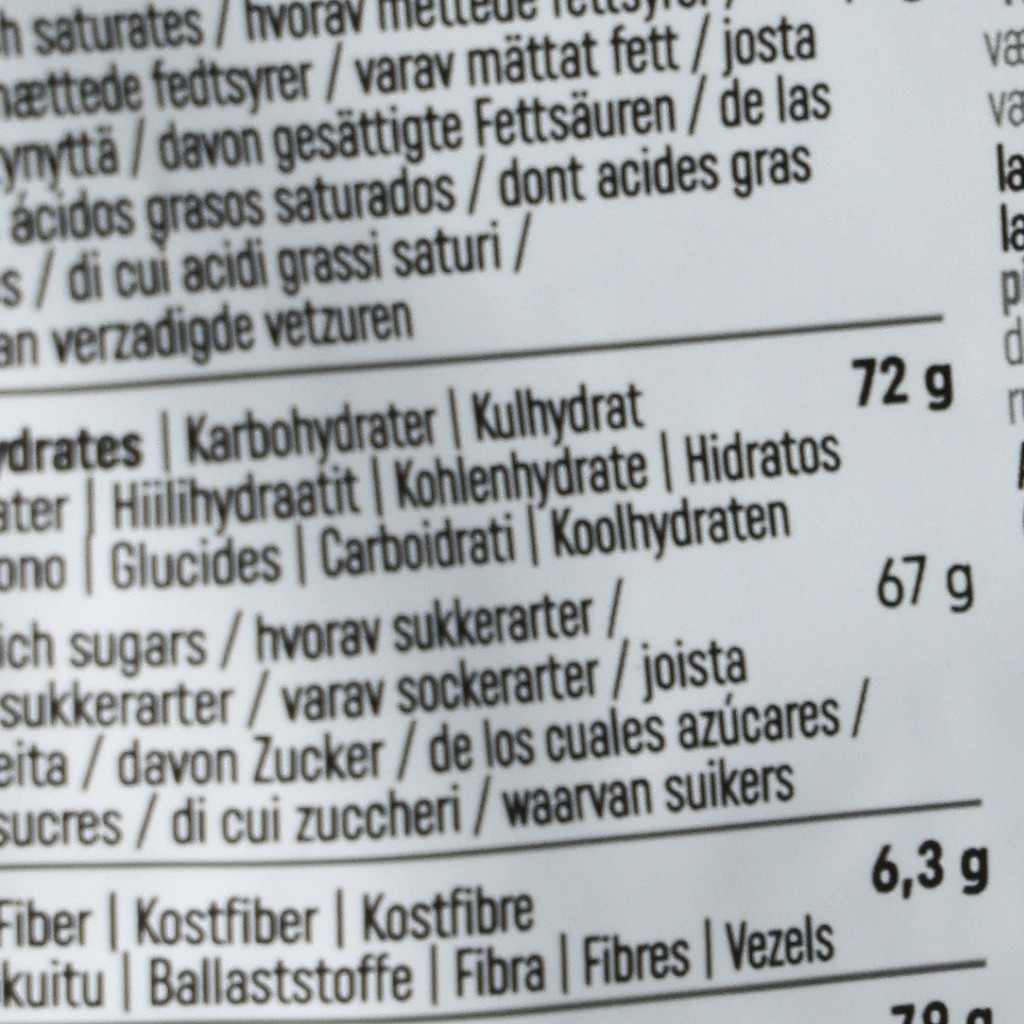 h saturates / hvorav mettede fettsyrer /
mættede fedtsyrer / varav mättat fett / josta
tyynyttä / davon gesättigte Fettsäuren / de las
ácidos grasos saturados / dont acides gras
s / di cui acidi grassi saturi /
an verzadigde vetzuren
72 g
ydrates | Karbohydrater | Kulhydrat
ater | Hiilihydraatit | Kohlenhydrate | Hidratos
ono | Glucides | Carboidrati | Koolhydraten
67 g
ich sugars / hvorav sukkerarter /
sukkerarter / varav sockerarter / joista
eita / davon Zucker / de los cuales azúcares /
sucres / di cui zuccheri / waarvan suikers
6,3 g
Fiber | Kostfiber | Kostfibre
kuitu | Ballaststoffe | Fibra | Fibres | Vezels